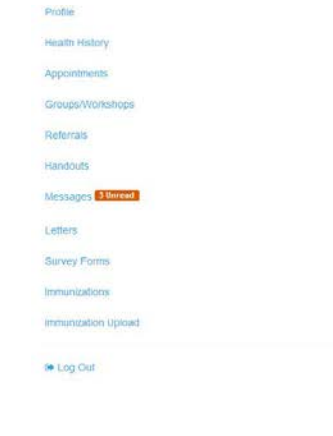 Profile
Health History
Appointments
Groups/Workshops
Referrals
Handouts
Messages 3 Unread
Letters
Survey Forms
Immunizations
Immunization Upload
Log Out